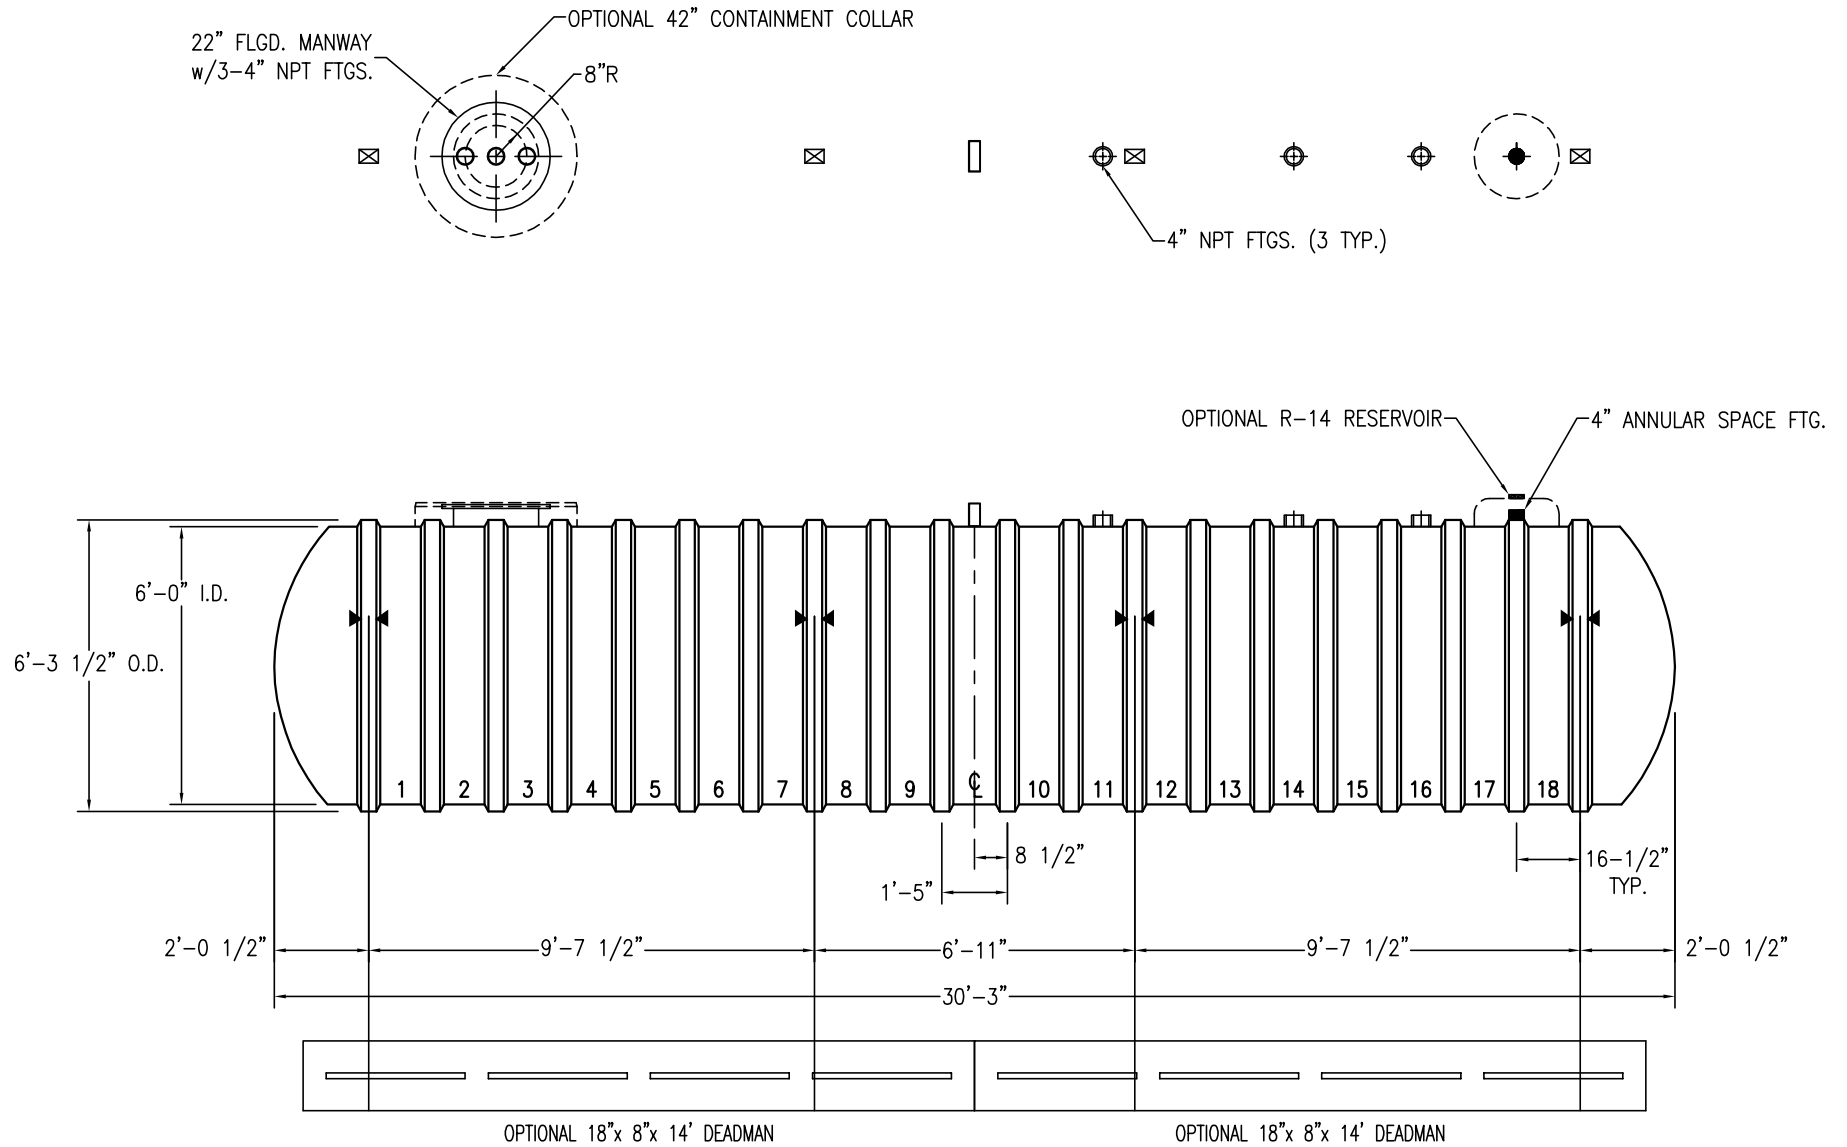 OPTIONAL 42” CONTAINMENT COLLAR
22” FLGD. MANWAY
w/3-4” NPT FTGS.
8”R
4” NPT FTGS. (3 TYP.)
OPTIONAL R-14 RESERVOIR
4” ANNULAR SPACE FTG.
6’-0” I.D.
6’-3 1/2” O.D.
1 2 3 4 5 6 7 8 9 ℄ 10 11 12 13 14 15 16 17 18
8 1/2”
16-1/2”
TYP.
1’-5”
2’-0 1/2” 9’-7 1/2” 6’-11” 9’-7 1/2” 2’-0 1/2”
30’-3”
OPTIONAL 18”x 8”x 14’ DEADMAN
OPTIONAL 18”x 8”x 14’ DEADMAN